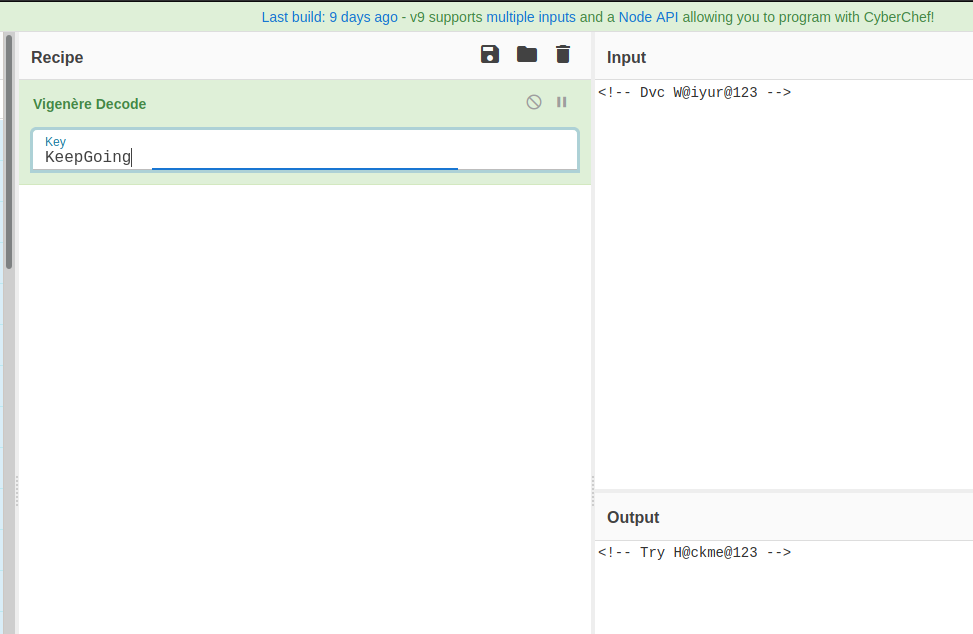 Last build: 9 days ago - v9 supports multiple inputs and a Node API allowing you to program with CyberChef!
Recipe
Vigenère Decode
Key
KeepGoing
Input
<!-- Dvc W@iyur@123 -->
Output
<!-- Try H@ckme@123 -->